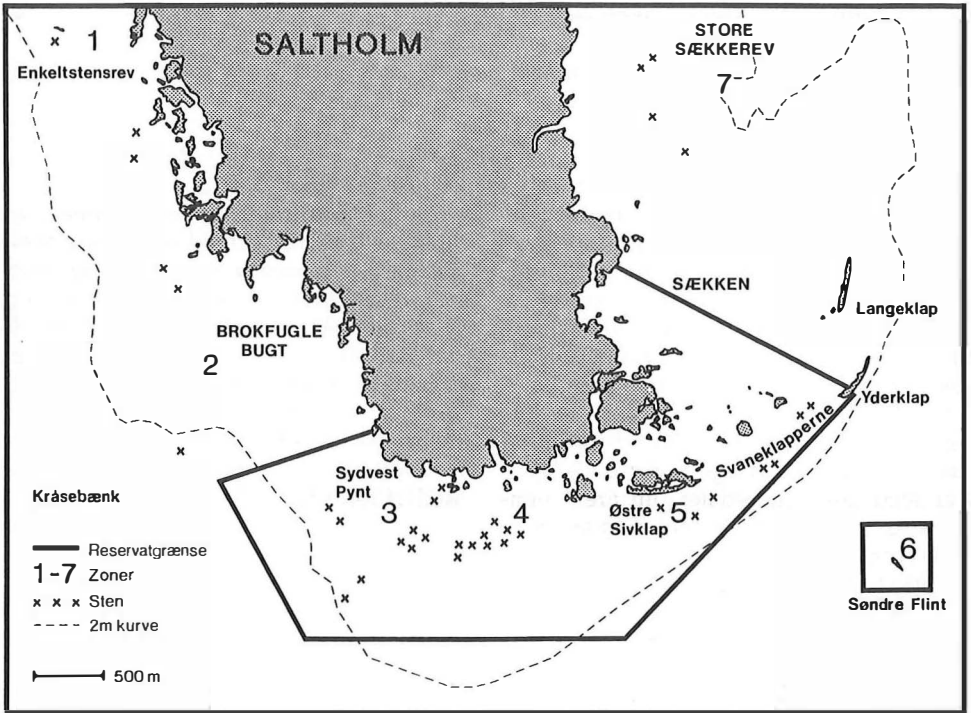 1
Enkeltstensrev
SALTHOLM
STORE
SÆKKEREV
7
SÆKKEN
Langeklap
BROKFUGLE
BUGT
2
Yderklap
Svaneklapperne
Sydvest
Pynt
3
4
Østre
Sivklap
5
6
Søndre Flint
Kråsebænk
Reservatgrænse
1-7 Zoner
x x x Sten
2m kurve
500 m